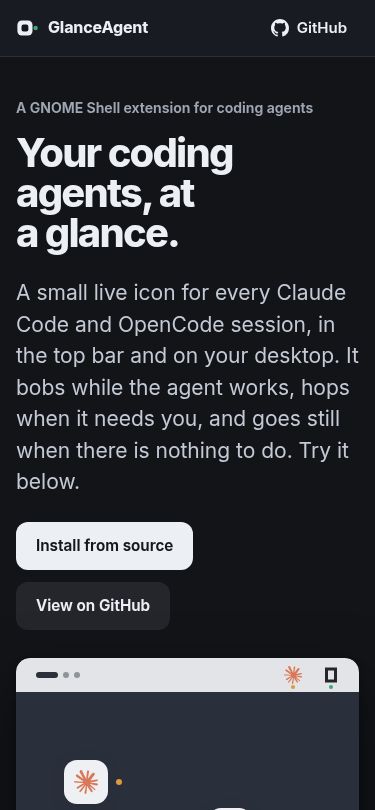 GlanceAgent
GitHub
A GNOME Shell extension for coding agents
Your coding
agents, at
a glance.
A small live icon for every Claude
Code and OpenCode session, in
the top bar and on your desktop. It
bobs while the agent works, hops
when it needs you, and goes still
when there is nothing to do. Try it
below.
Install from source
View on GitHub